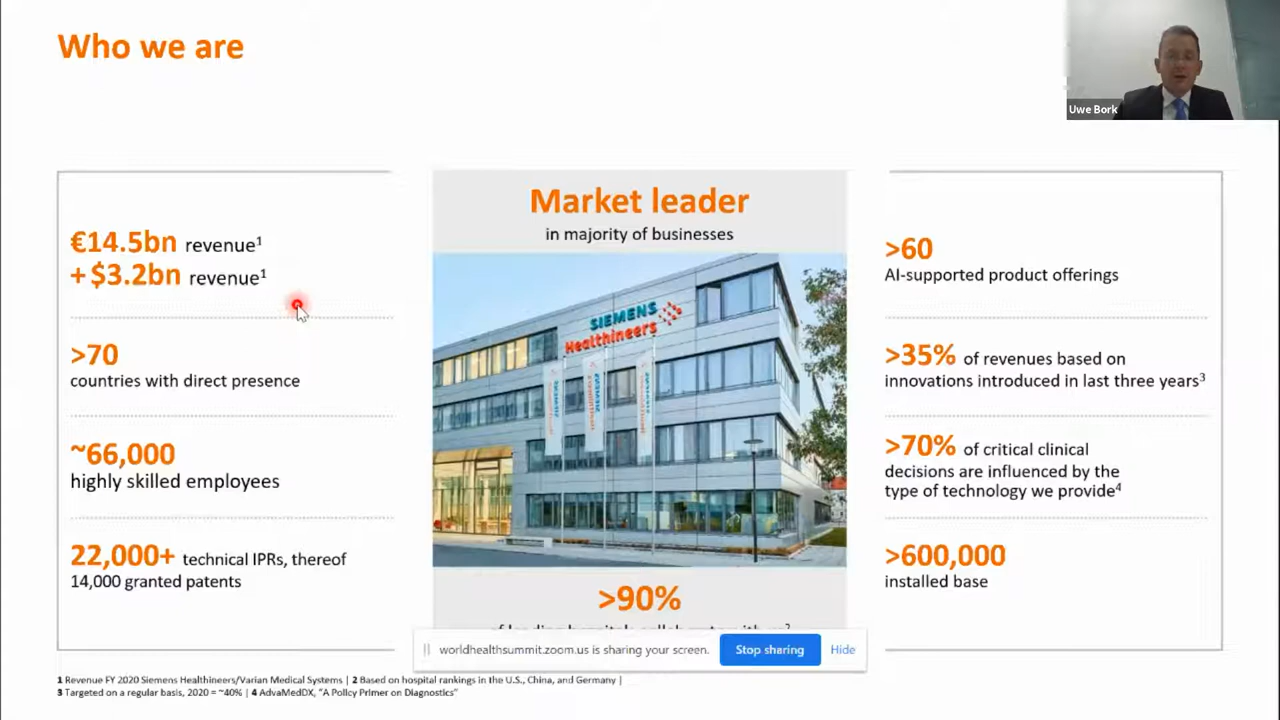 Who we are
Uwe Bork
€14.5bn revenue1
+ $3.2bn revenue1
>70
countries with direct presence
~66,000
highly skilled employees
22,000+ technical IPRs, thereof
14,000 granted patents
Market leader
in majority of businesses
SIEMENS
Healthineers
>90%
>60
AI-supported product offerings
>35% of revenues based on
innovations introduced in last three years3
>70% of critical clinical
decisions are influenced by the
type of technology we provide4
>600,000
installed base
worldhealthsummit.zoom.us is sharing your screen.
Stop sharing
Hide
1 Revenue FY 2020 Siemens Healthineers/Varian Medical Systems | 2 Based on hospital rankings in the U.S., China, and Germany |
3 Targeted on a regular basis, 2020 = ~40% | 4 AdvaMedDX, "A Policy Primer on Diagnostics"